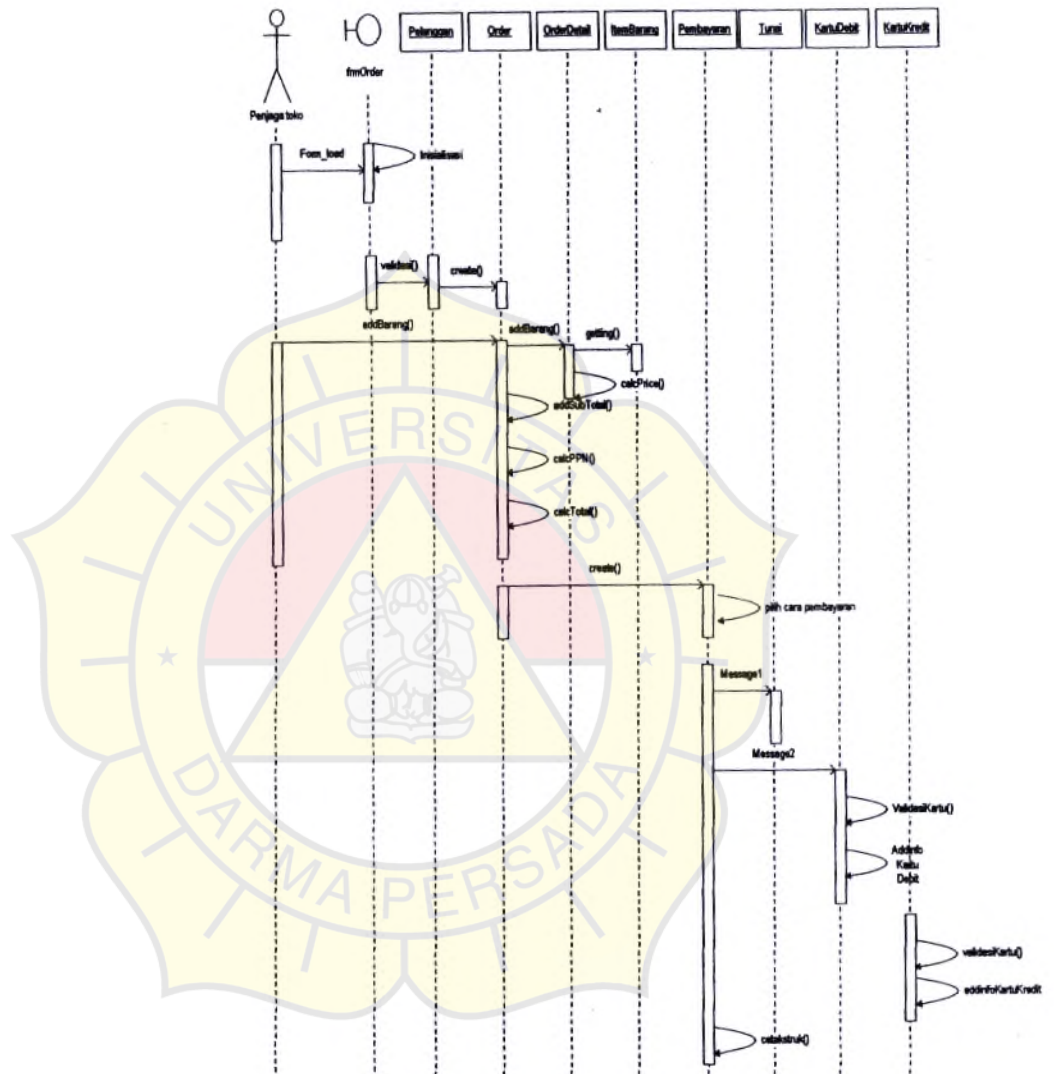 Pelanggan
Order
OrderDetail
ItemBarang
Pembayaran
Tunai
KartuDebit
KartuKredit
frmOrder
Penjaga toko
Form_load
Inisialisasi
validasi()
create()
addBarang()
addBarang()
getting()
calcPrice()
addSubTotal()
calcPPN()
calcTotal()
create()
pilih cara pembayaran
Message1
Message2
ValidasiKartu()
AddInfo
Kartu
Debit
validasiKartu()
addinfoKartuKredit
cetakstruk()
UNIVERSITAS
DARMA PERSADA